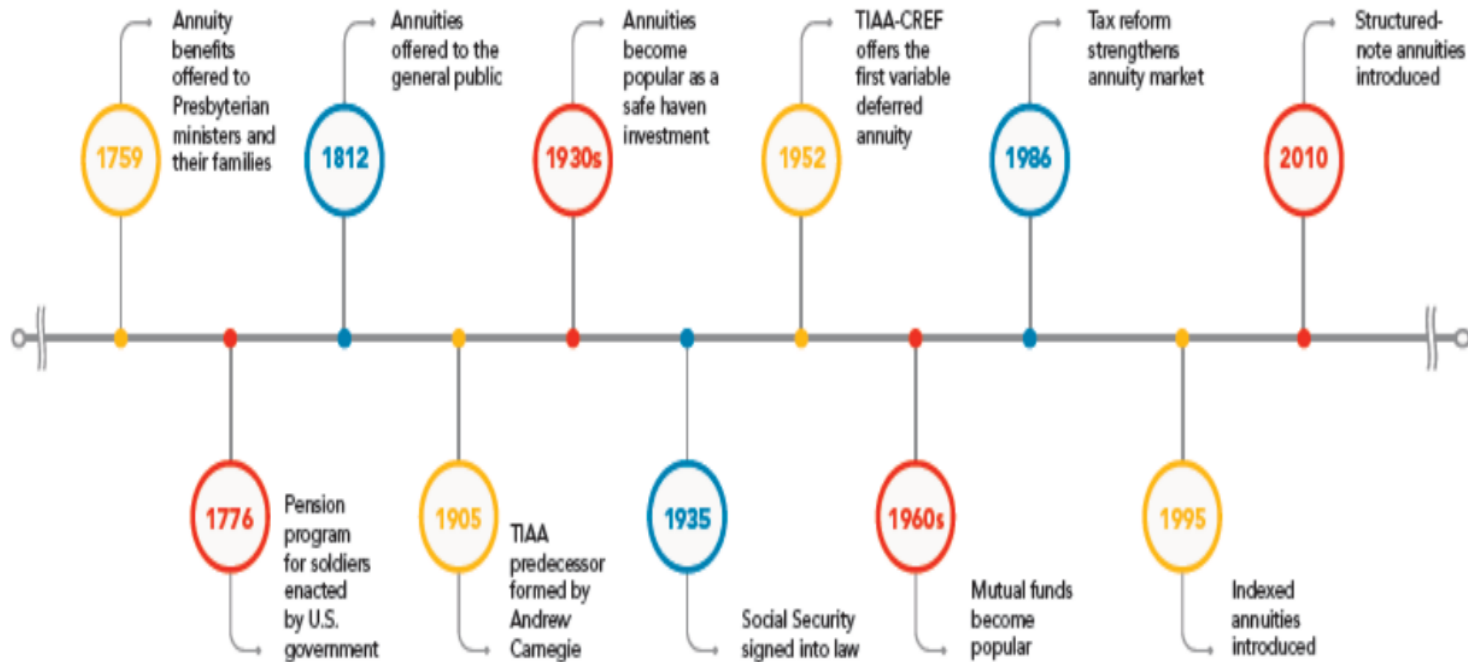 Annuity
benefits
offered to
Presbyterian
ministers and
their families
1759
Annuities
offered to the
general public
1812
Annuities
become
popular as a
safe haven
investment
1930s
TIAA-CREF
offers the
first variable
deferred
annuity
1952
Tax reform
strengthens
annuity market
1986
Structured-
note annuities
introduced
2010
1776
Pension
program
for soldiers
enacted
by U.S.
government
1905
TIAA
predecessor
formed by
Andrew
Carnegie
1935
Social Security
signed into law
1960s
Mutual funds
become
popular
1995
Indexed
annuities
introduced